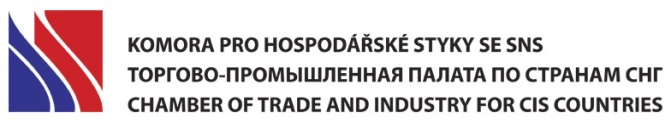 KOMORA PRO HOSPODÁŘSKÉ STYKY SE SNS
ТОРГОВО-ПРОМЫШЛЕННАЯ ПАЛАТА ПО СТРАНАМ СНГ
CHAMBER OF TRADE AND INDUSTRY FOR CIS COUNTRIES